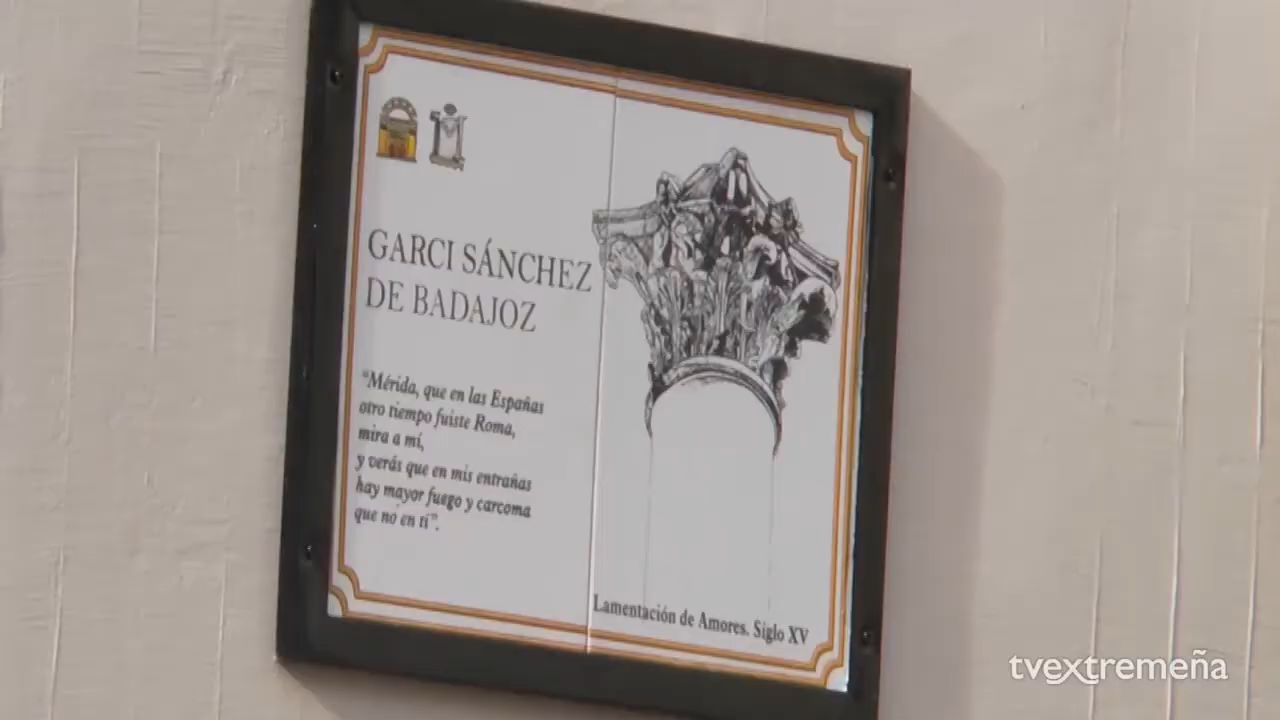 GARCI SÁNCHEZ
DE BADAJOZ
"Mérida, que en las Españas
otro tiempo fuiste Roma,
mira a mí,
y verás que en mis entrañas
hay mayor fuego y carcoma
que no en ti".
Lamentación de Amores. Siglo XV
tvextremeña